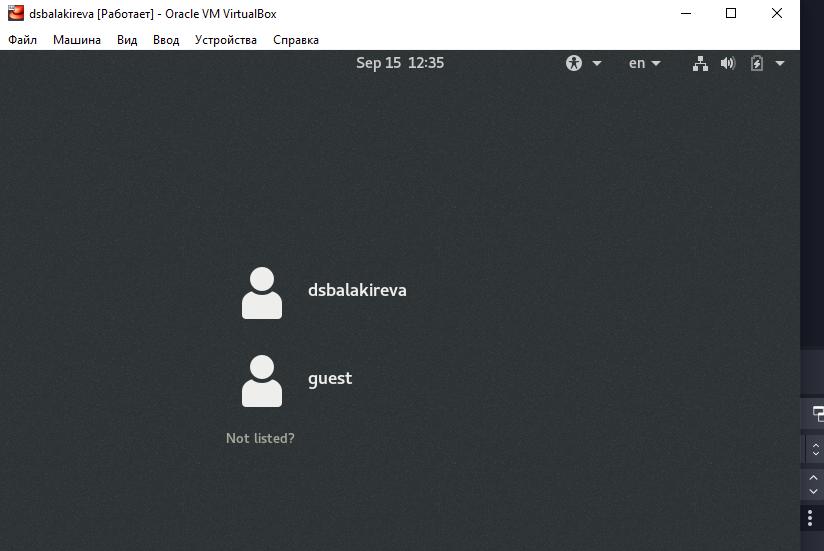 dsbalakireva [Работает] - Oracle VM VirtualBox
Файл Машина Вид Ввод Устройства Справка
Sep 15 12:35 en
dsbalakireva
guest
Not listed?